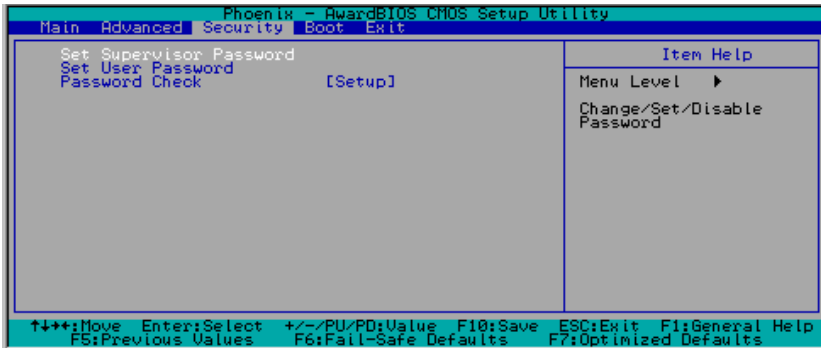 Phoenix - AwardBIOS CMOS Setup Utility
Main Advanced Security Boot Exit
Set Supervisor Password
Set User Password
Password Check [Setup]
Item Help
Menu Level ▶
Change/Set/Disable
Password
↑↓→←:Move Enter:Select +/-/PU/PD:Value F10:Save ESC:Exit F1:General Help
F5:Previous Values F6:Fail-Safe Defaults F7:Optimized Defaults